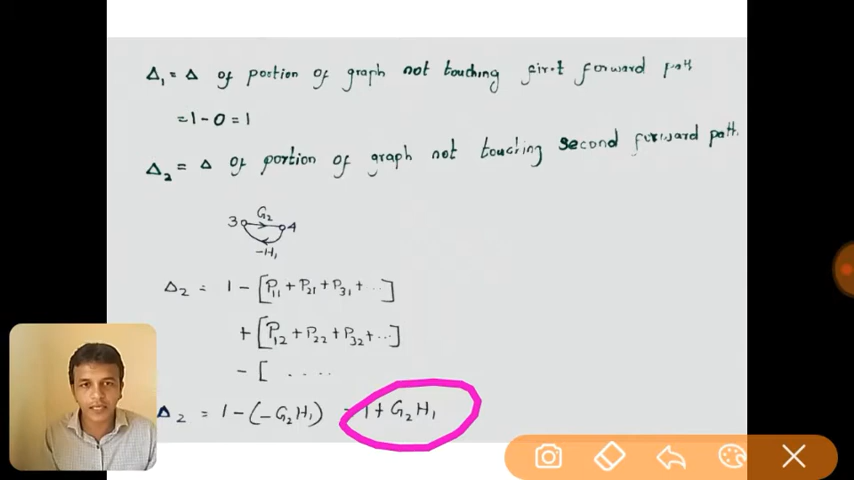 Δ₁ = Δ of portion of graph not touching first forward path
= 1 - 0 = 1
Δ₂ = Δ of portion of graph not touching second forward path.
G₂
3 4
-H₁
Δ₂ = 1 - [P₁₁ + P₂₁ + P₃₁ + ...]
+ [P₁₂ + P₂₂ + P₃₂ + ...]
- [ ....
Δ₂ = 1 - (-G₂H₁) = 1 + G₂H₁